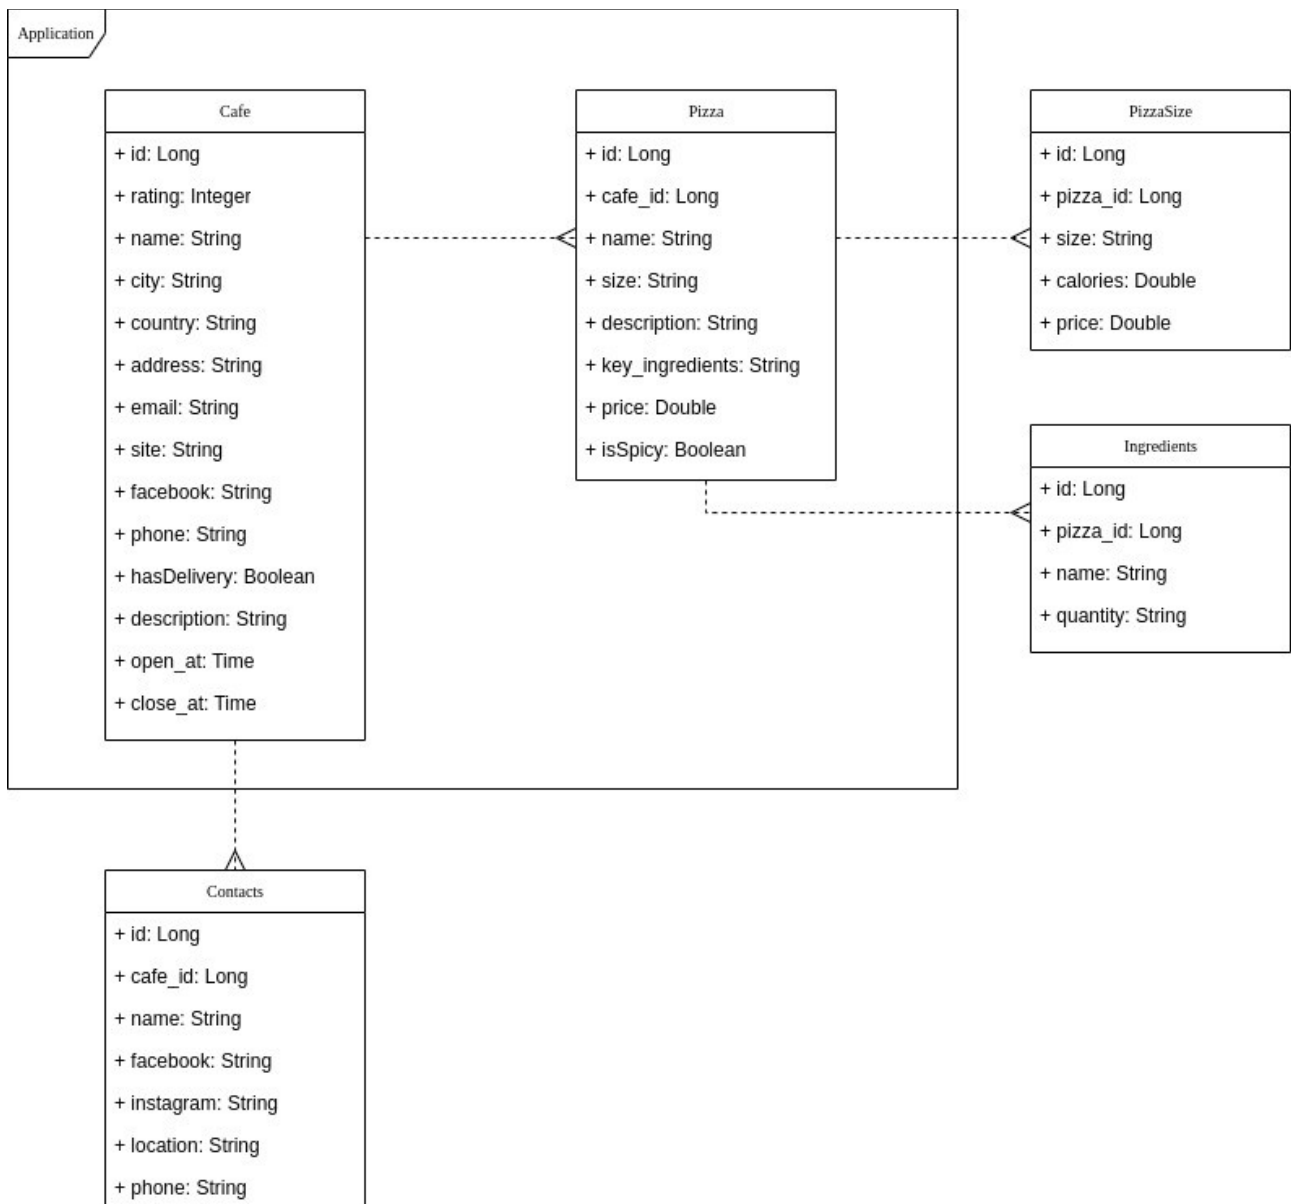 Application
Cafe
+ id: Long
+ rating: Integer
+ name: String
+ city: String
+ country: String
+ address: String
+ email: String
+ site: String
+ facebook: String
+ phone: String
+ hasDelivery: Boolean
+ description: String
+ open_at: Time
+ close_at: Time
Pizza
+ id: Long
+ cafe_id: Long
+ name: String
+ size: String
+ description: String
+ key_ingredients: String
+ price: Double
+ isSpicy: Boolean
PizzaSize
+ id: Long
+ pizza_id: Long
+ size: String
+ calories: Double
+ price: Double
Ingredients
+ id: Long
+ pizza_id: Long
+ name: String
+ quantity: String
Contacts
+ id: Long
+ cafe_id: Long
+ name: String
+ facebook: String
+ instagram: String
+ location: String
+ phone: String